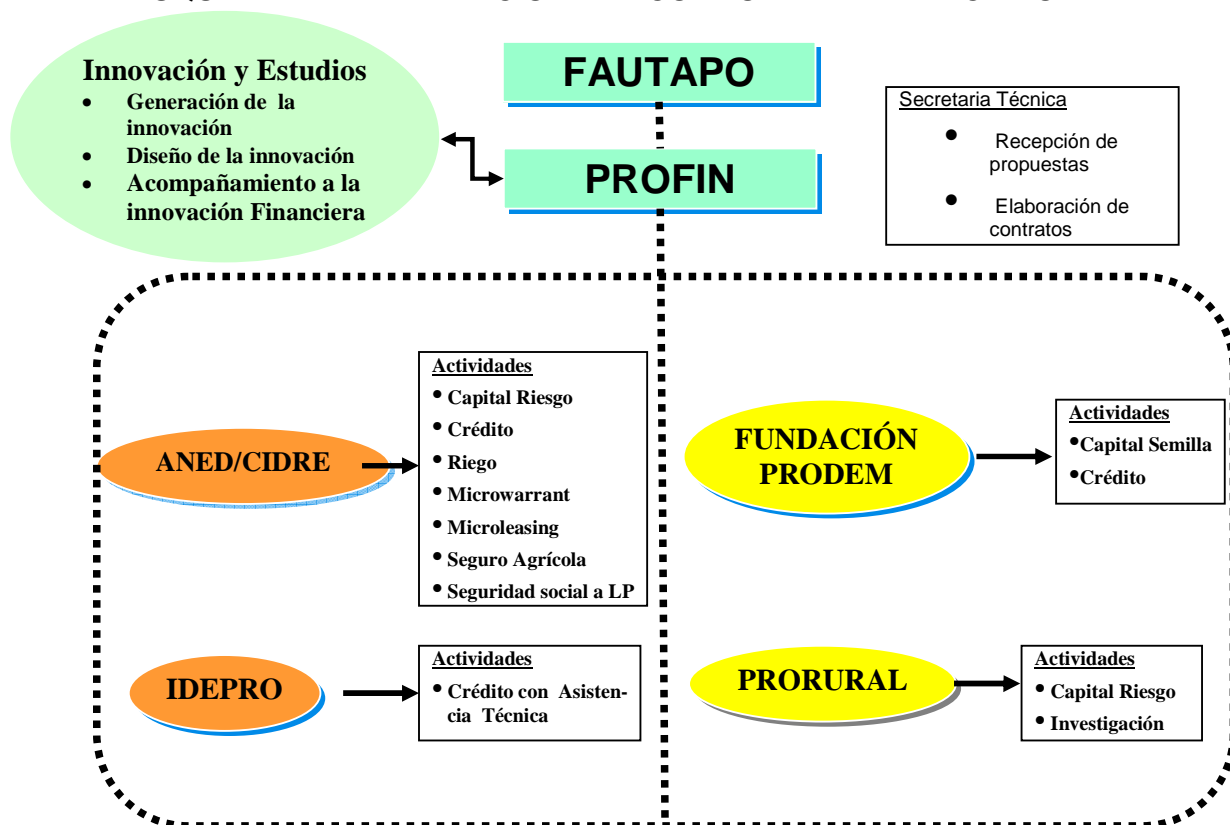 Innovación y Estudios
• Generación de la
innovación
• Diseño de la innovación
• Acompañamiento a la
innovación Financiera
FAUTAPO
PROFIN
Secretaria Técnica
• Recepción de
propuestas
• Elaboración de
contratos
ANED/CIDRE
Actividades
• Capital Riesgo
• Crédito
• Riego
• Microwarrant
• Microleasing
• Seguro Agrícola
• Seguridad social a LP
FUNDACIÓN
PRODEM
Actividades
•Capital Semilla
•Crédito
IDEPRO
Actividades
• Crédito con Asisten-
cia Técnica
PRORURAL
Actividades
• Capital Riesgo
• Investigación